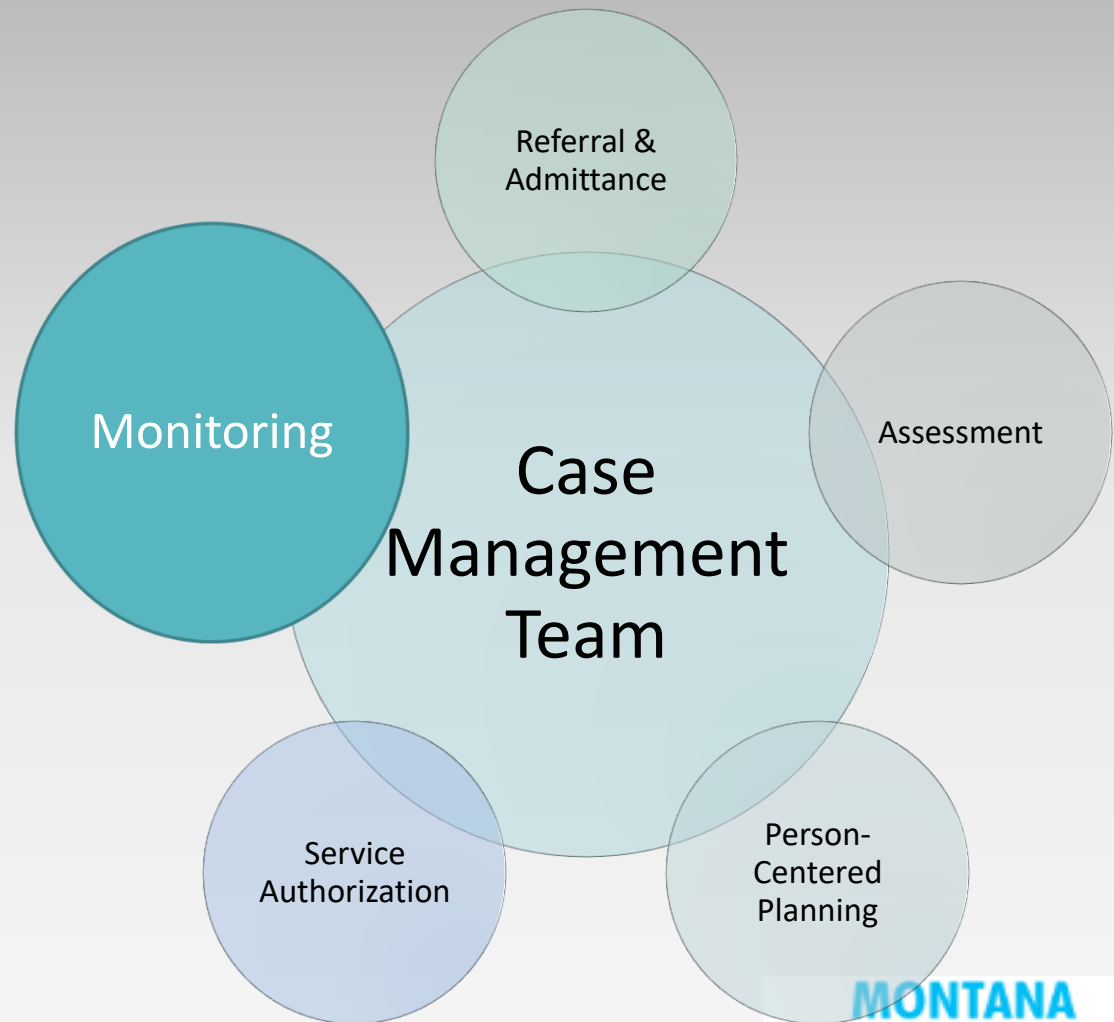 Referral &
Admittance
Monitoring
Assessment
Case
Management
Team
Service
Authorization
Person-
Centered
Planning
MONTANA